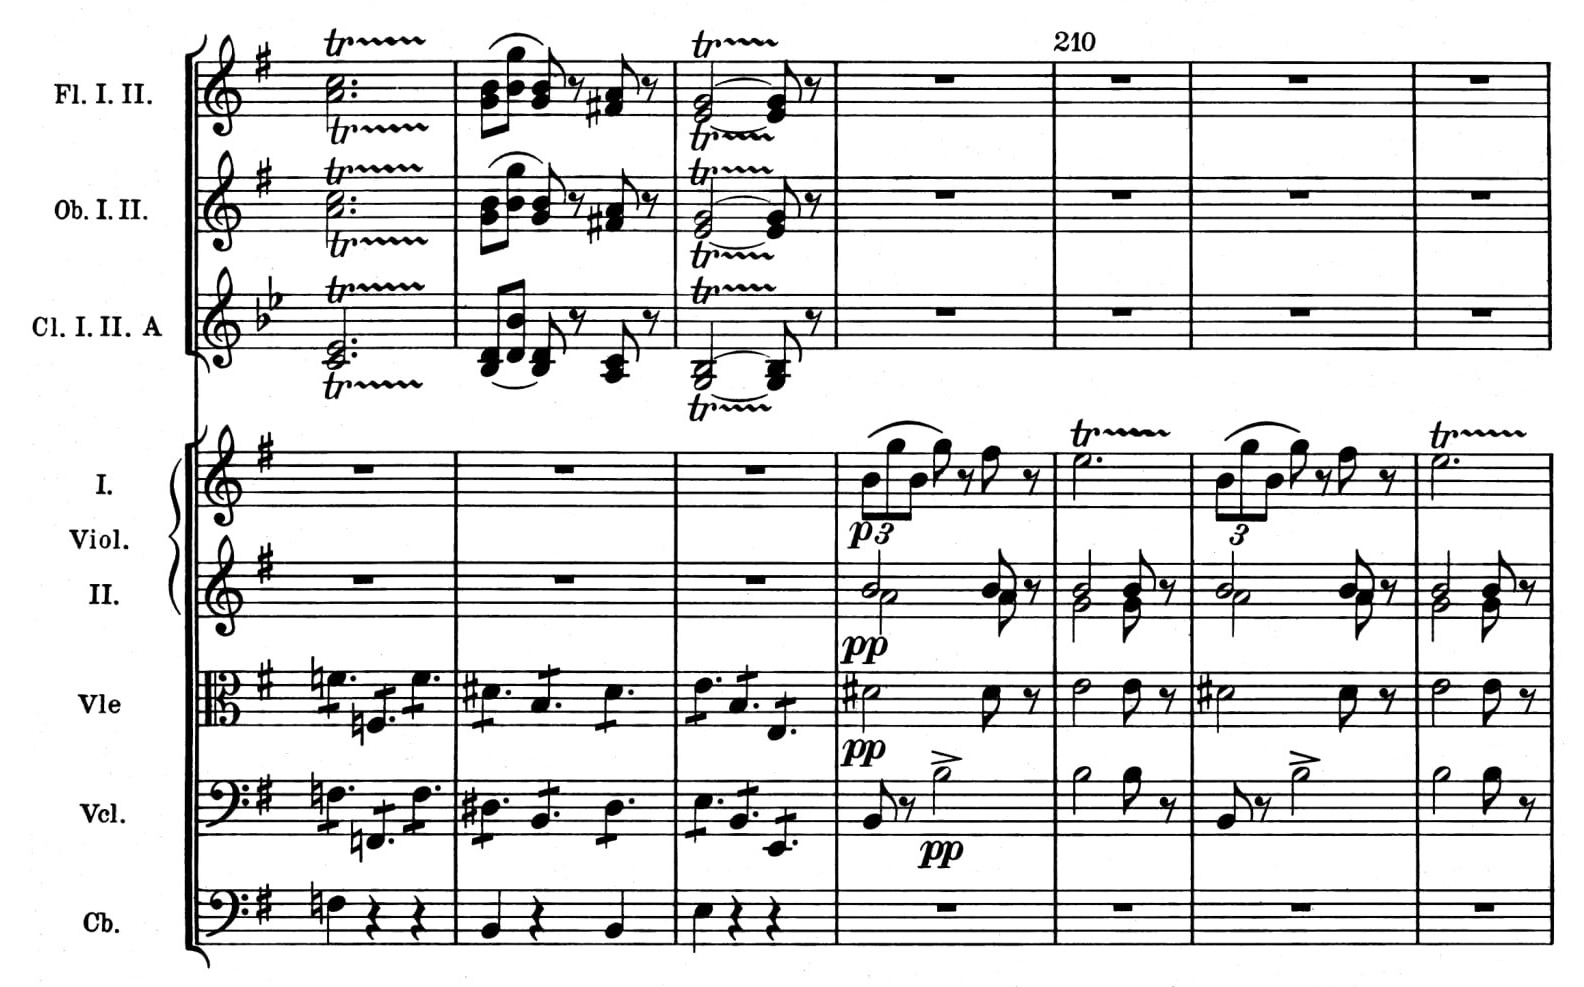 210
tr tr
Fl. I. II.
tr tr
tr tr
Ob. I. II.
tr tr
tr tr
Cl. I. II. A
tr tr
tr tr
I.
p 3 3
Viol.
II.
pp
Vle
pp
Vcl.
pp
Cb.